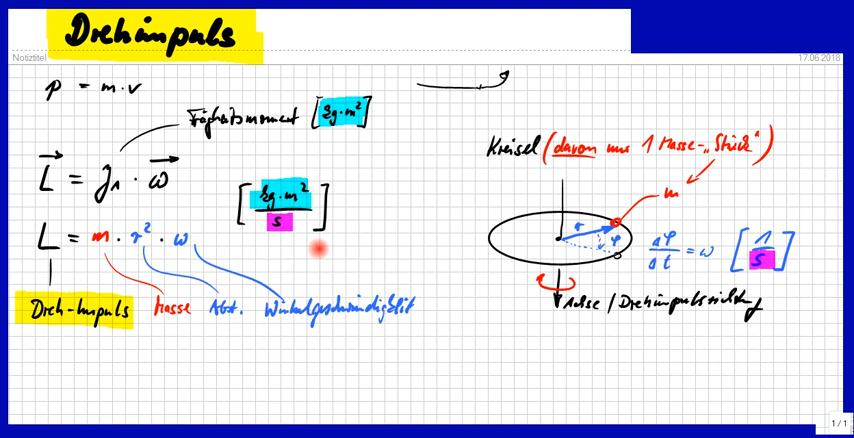 Drehimpuls
Notiztitel
17.06.2018
p = m·v
Trägheitsmoment [kg·m²]
Kreisel (davon nur 1 Masse-„Stück")
L = J₁ · ω
m
[kg·m² / s]
r
φ
L = m · r² · ω
Δφ / Δt = ω [1 / s]
Dreh-Impuls
Masse
Abst.
Winkelgeschwindigkeit
Achse / Drehimpulsrichtung
1 / 1